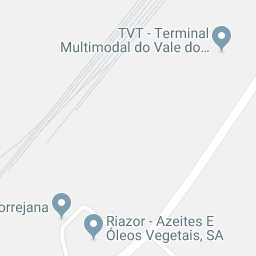 TVT - Terminal
Multimodal do Vale do…
orrejana
Riazor - Azeites E
Óleos Vegetais, SA